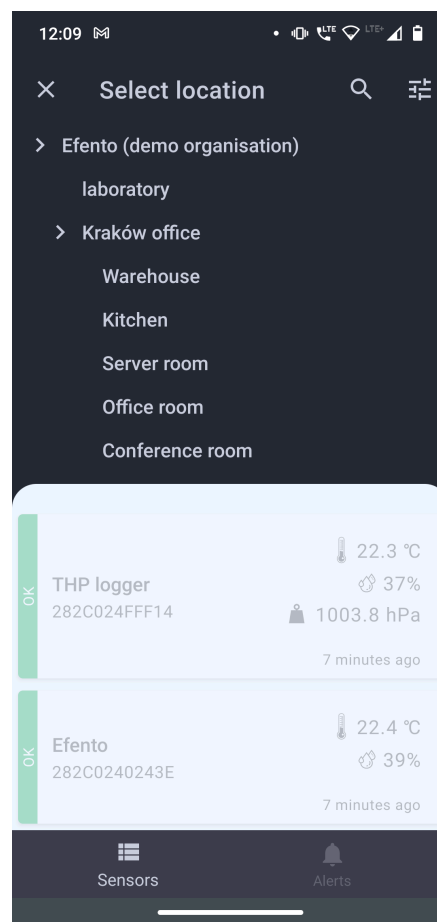 12:09
LTE LTE+
Select location
Efento (demo organisation)
laboratory
Kraków office
Warehouse
Kitchen
Server room
Office room
Conference room
OK
THP logger
282C024FFF14
22.3 °C
37%
1003.8 hPa
7 minutes ago
OK
Efento
282C0240243E
22.4 °C
39%
7 minutes ago
Sensors
Alerts